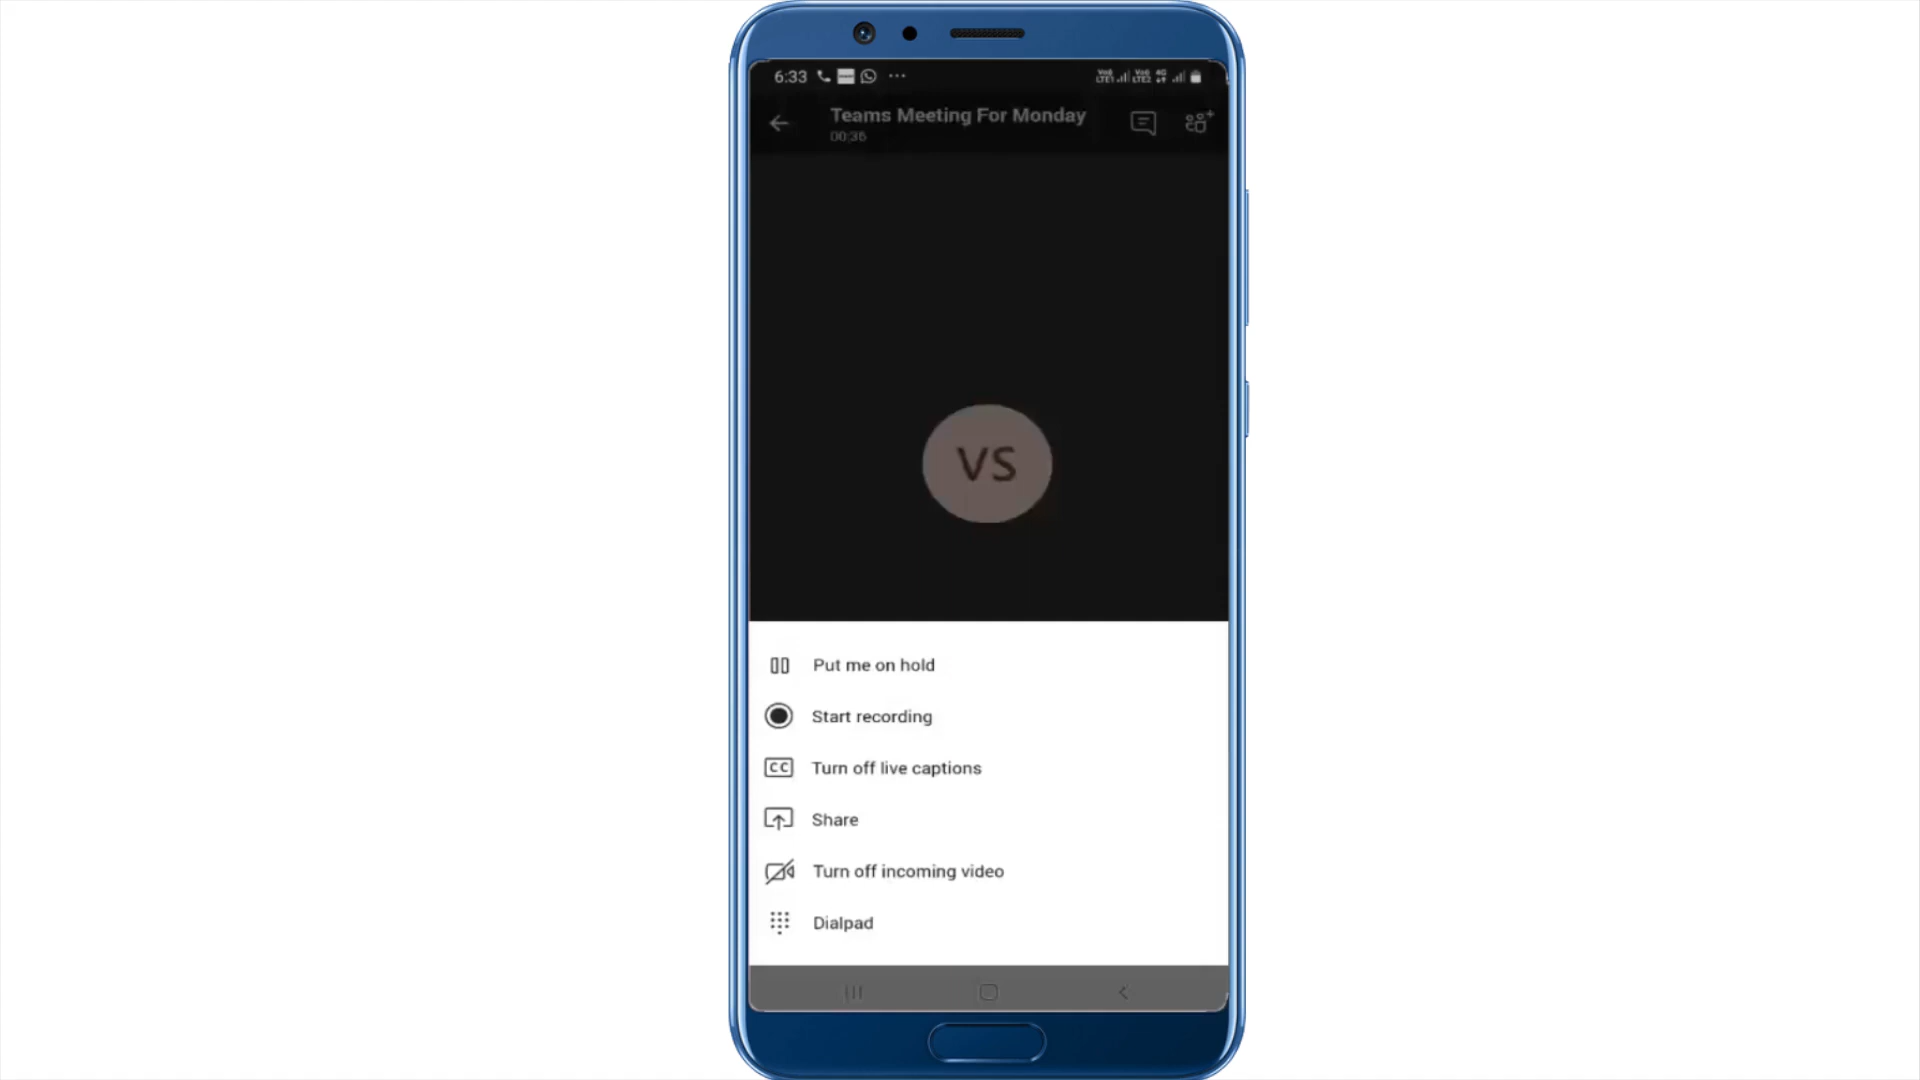 6:33
Teams Meeting For Monday
00:36
VS
Put me on hold
Start recording
CC Turn off live captions
Share
Turn off incoming video
Dialpad